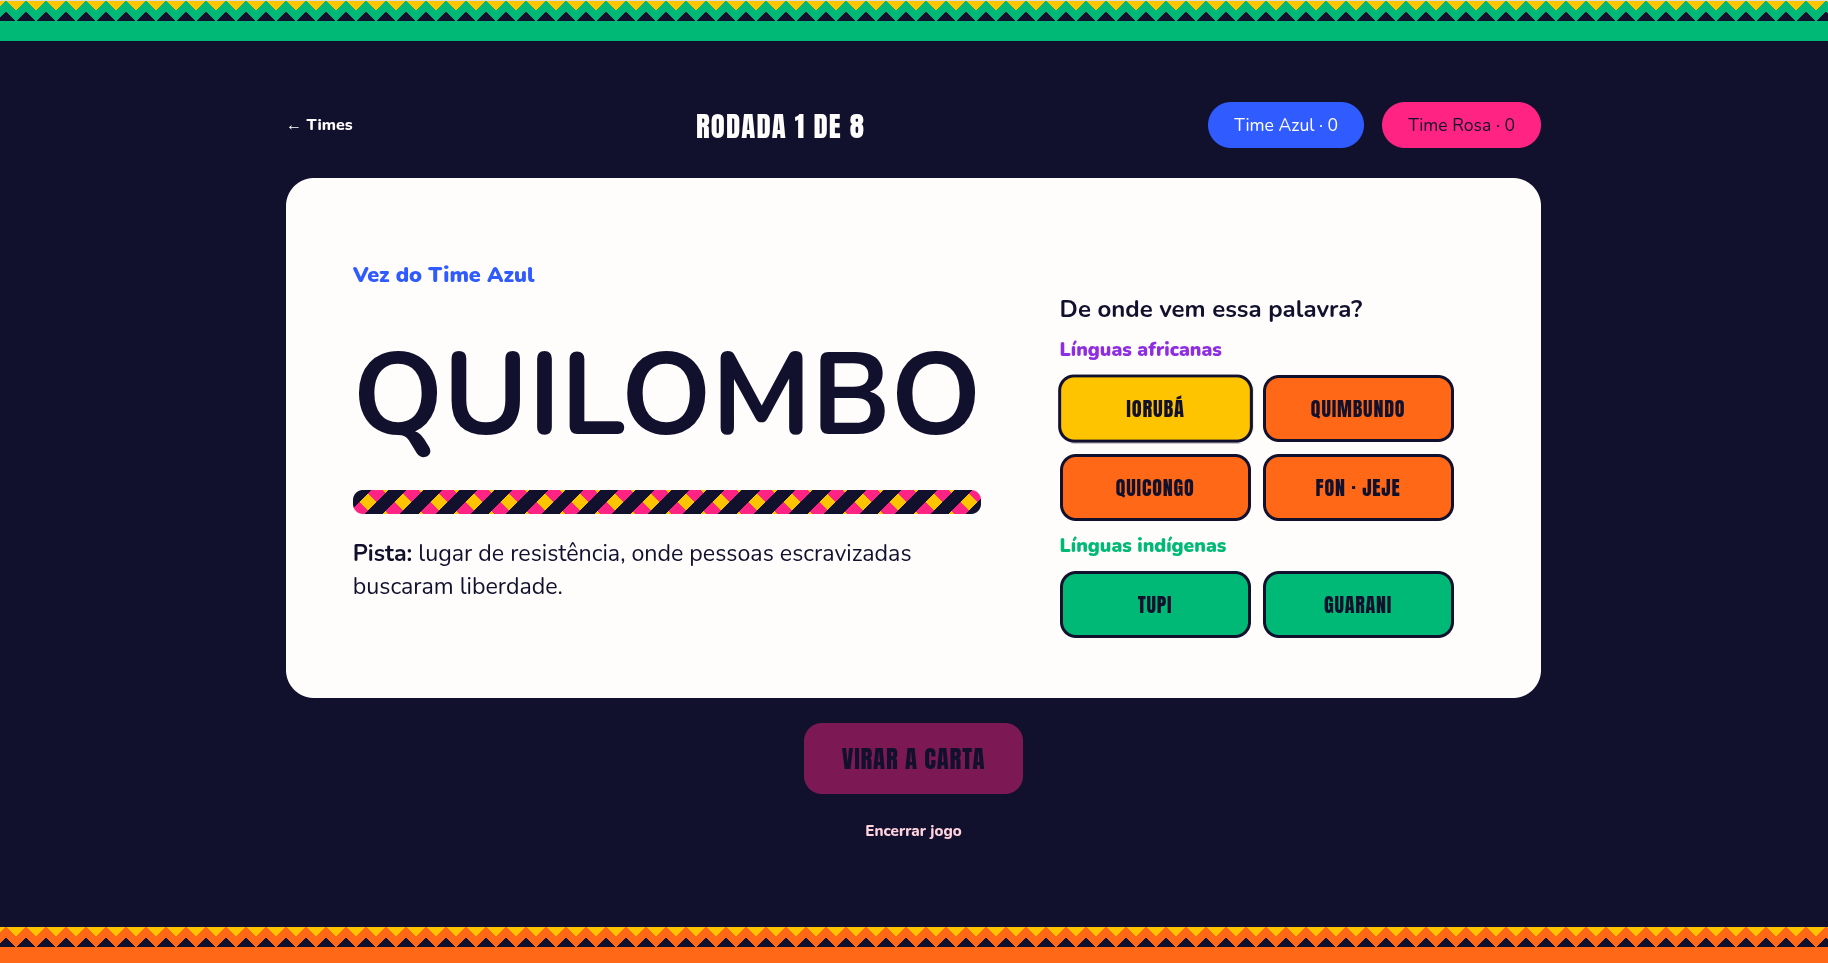 ← Times
RODADA 1 DE 8
Time Azul · 0
Time Rosa · 0
Vez do Time Azul
QUILOMBO
Pista: lugar de resistência, onde pessoas escravizadas
buscaram liberdade.
De onde vem essa palavra?
Línguas africanas
IORUBÁ
QUIMBUNDO
QUICONGO
FON · JEJE
Línguas indígenas
TUPI
GUARANI
VIRAR A CARTA
Encerrar jogo